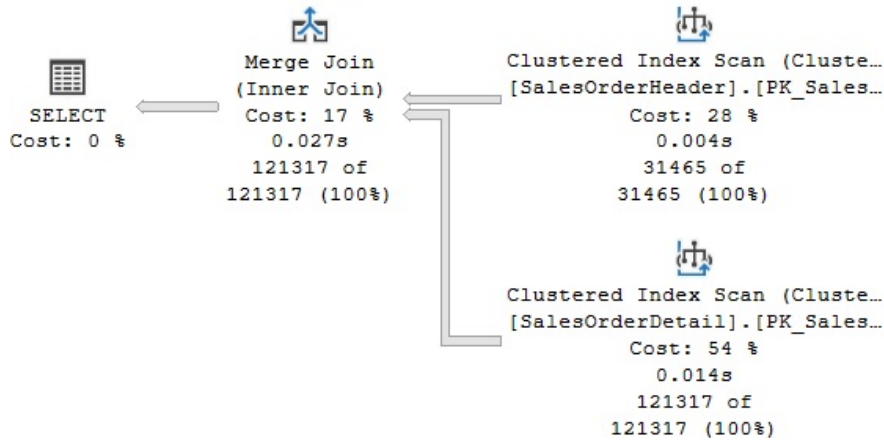 SELECT
Cost: 0 %
Merge Join
(Inner Join)
Cost: 17 %
0.027s
121317 of
121317 (100%)
Clustered Index Scan (Cluste…
[SalesOrderHeader].[PK_Sales…
Cost: 28 %
0.004s
31465 of
31465 (100%)
Clustered Index Scan (Cluste…
[SalesOrderDetail].[PK_Sales…
Cost: 54 %
0.014s
121317 of
121317 (100%)